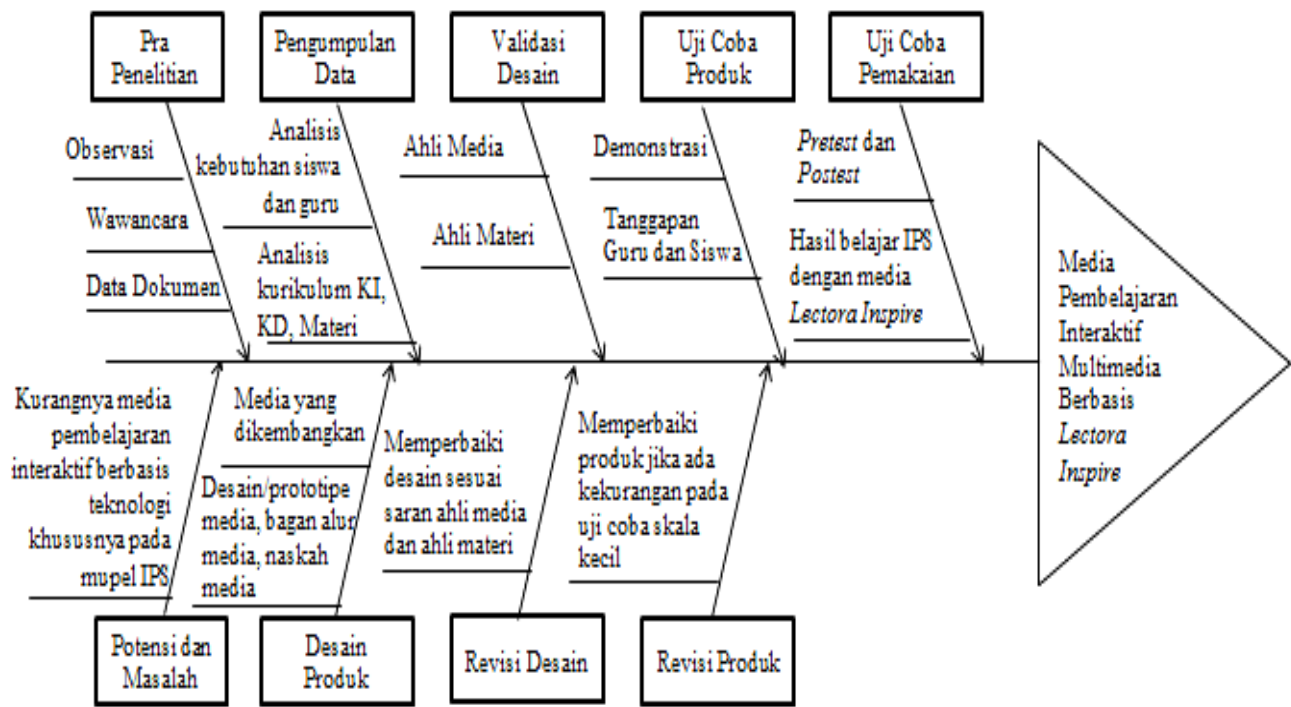 Pra
Penelitian
Pengumpulan
Data
Validasi
Desain
Uji Coba
Produk
Uji Coba
Pemakaian
Observasi
Wawancara
Data Dokumen
Analisis
kebutuhan siswa
dan guru
Analisis
kurikulum KI,
KD, Materi
Ahli Media
Ahli Materi
Demonstrasi
Tanggapan
Guru dan Siswa
Pretest dan
Postest
Hasil belajar IPS
dengan media
Lectora Inspire
Media
Pembelajaran
Interaktif
Multimedia
Berbasis
Lectora
Inspire
Kurangnya media
pembelajaran
interaktif berbasis
teknologi
khususnya pada
mupel IPS
Media yang
dikembangkan
Desain/prototipe
media, bagan alur
media, naskah
media
Memperbaiki
desain sesuai
saran ahli media
dan ahli materi
Memperbaiki
produk jika ada
kekurangan pada
uji coba skala
kecil
Potensi dan
Masalah
Desain
Produk
Revisi Desain
Revisi Produk